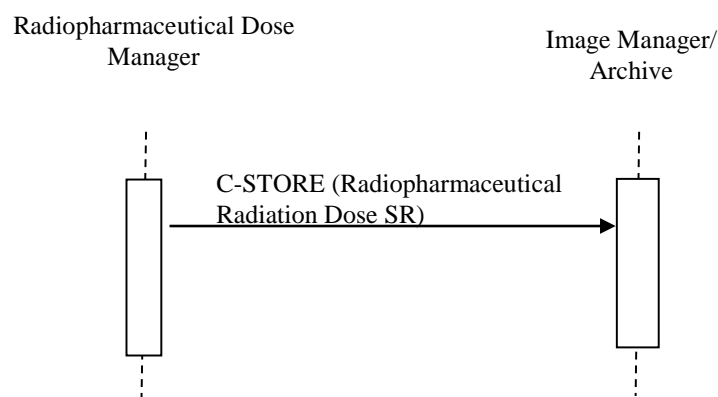 Radiopharmaceutical Dose
Manager
Image Manager/
Archive
C-STORE (Radiopharmaceutical
Radiation Dose SR)